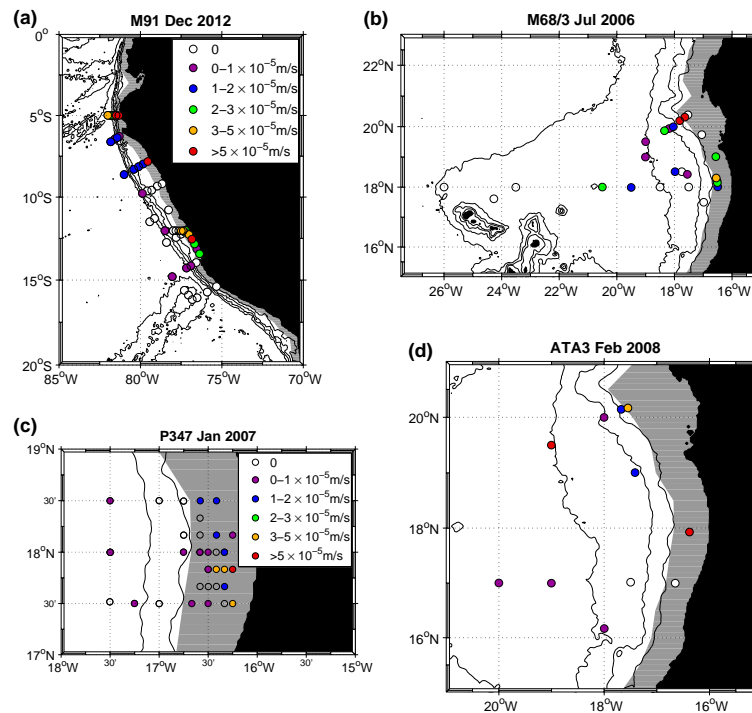 (a)
M91 Dec 2012
0°
5°S
10°S
15°S
20°S
85°W 80°W 75°W 70°W
0
0−1 × 10⁻⁵m/s
1−2 × 10⁻⁵m/s
2−3 × 10⁻⁵m/s
3−5 × 10⁻⁵m/s
>5 × 10⁻⁵m/s
(b)
M68/3 Jul 2006
22°N
20°N
18°N
16°N
26°W 24°W 22°W 20°W 18°W 16°W
(c)
P347 Jan 2007
19°N
30'
18°N
30'
17°N
18°W 30' 17°W 30' 16°W 30' 15°W
0
0−1 × 10⁻⁵m/s
1−2 × 10⁻⁵m/s
2−3 × 10⁻⁵m/s
3−5 × 10⁻⁵m/s
>5 × 10⁻⁵m/s
(d)
ATA3 Feb 2008
20°N
18°N
16°N
20°W 18°W 16°W